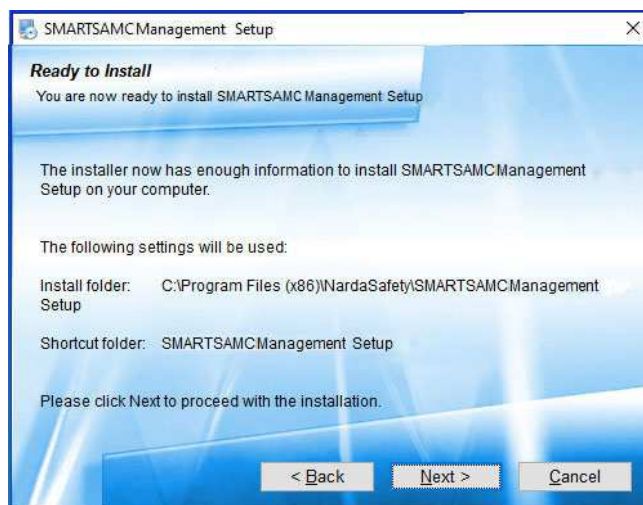 SMARTSAMCManagement Setup
Ready to Install
You are now ready to install SMARTSAMCManagement Setup
The installer now has enough information to install SMARTSAMCManagement
Setup on your computer.
The following settings will be used:
Install folder: C:\Program Files (x86)\NardaSafety\SMARTSAMCManagement
Setup
Shortcut folder: SMARTSAMCManagement Setup
Please click Next to proceed with the installation.
< Back Next > Cancel